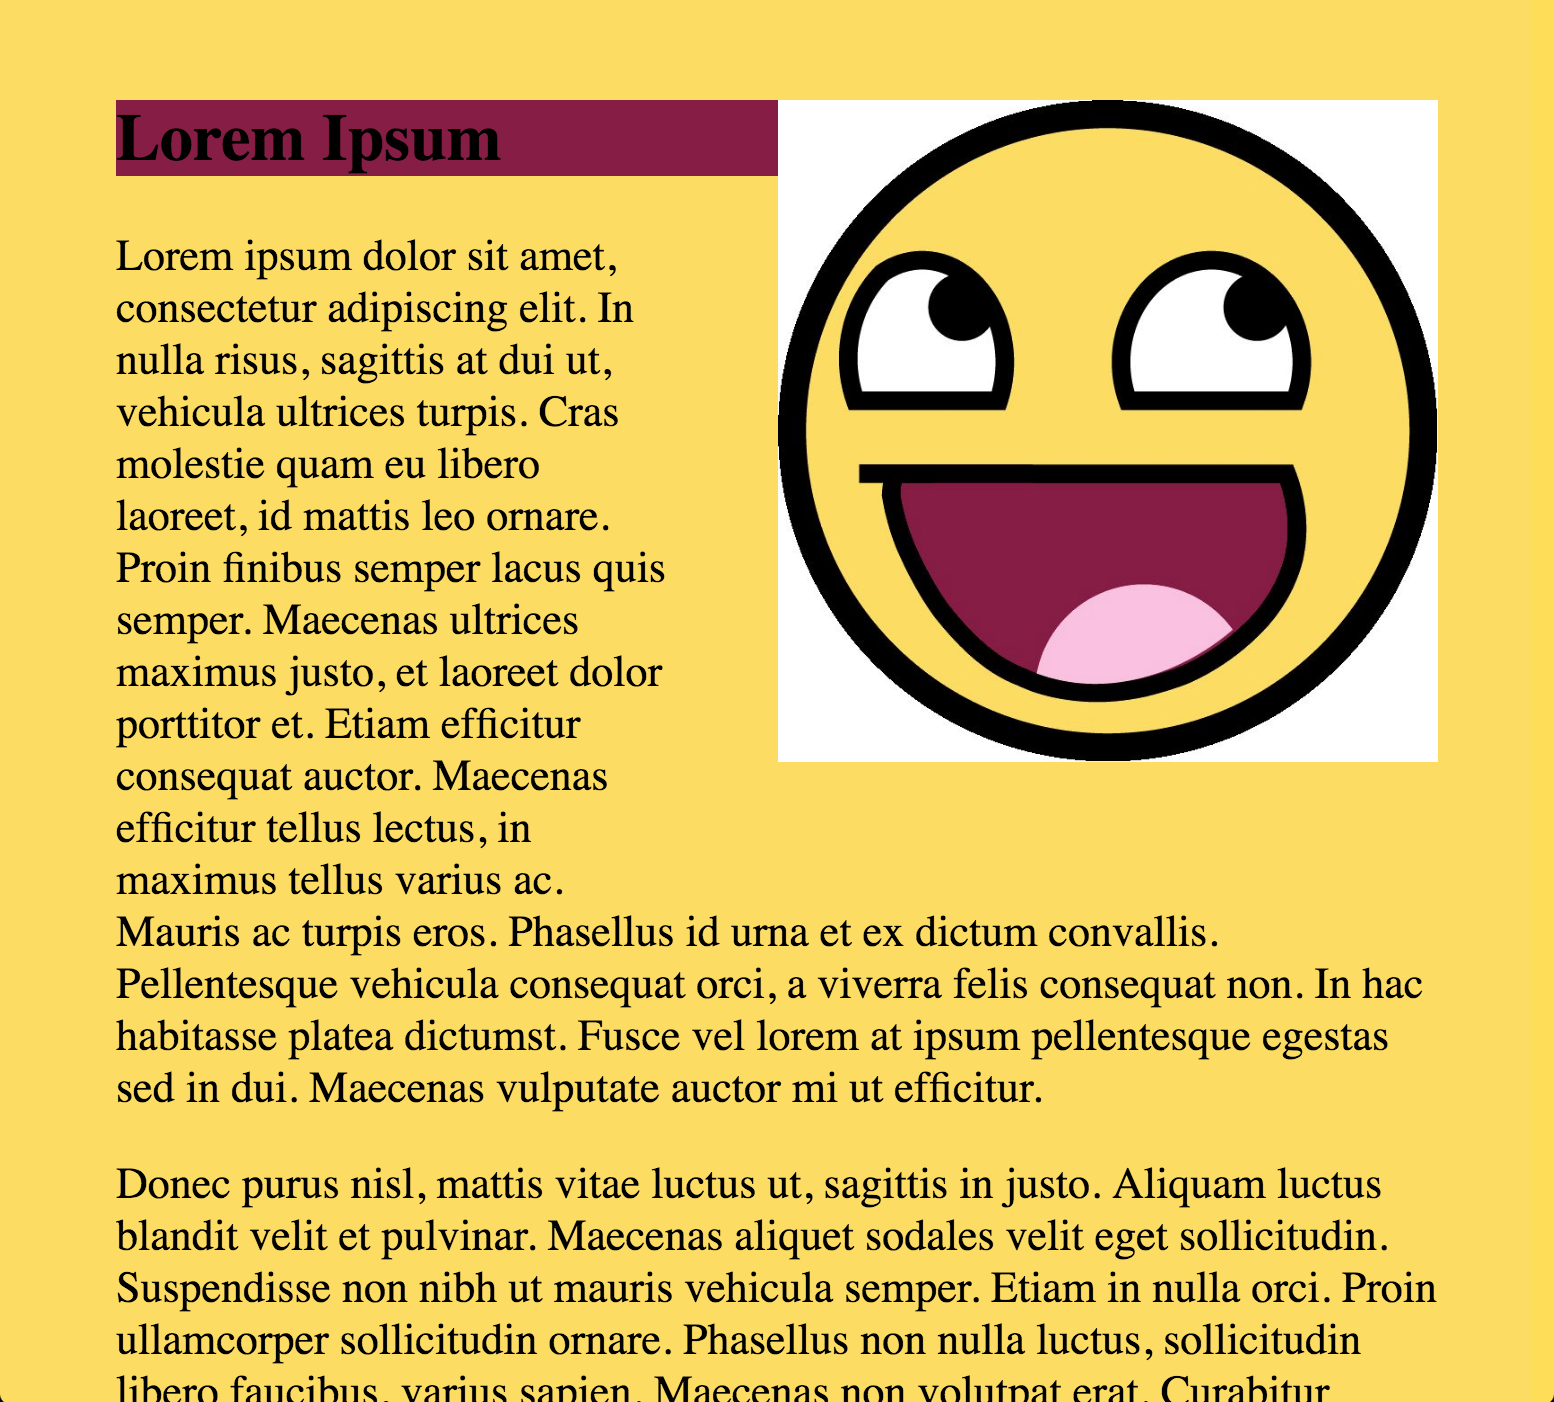 Lorem Ipsum
Lorem ipsum dolor sit amet,
consectetur adipiscing elit. In
nulla risus, sagittis at dui ut,
vehicula ultrices turpis. Cras
molestie quam eu libero
laoreet, id mattis leo ornare.
Proin finibus semper lacus quis
semper. Maecenas ultrices
maximus justo, et laoreet dolor
porttitor et. Etiam efficitur
consequat auctor. Maecenas
efficitur tellus lectus, in
maximus tellus varius ac.
Mauris ac turpis eros. Phasellus id urna et ex dictum convallis.
Pellentesque vehicula consequat orci, a viverra felis consequat non. In hac
habitasse platea dictumst. Fusce vel lorem at ipsum pellentesque egestas
sed in dui. Maecenas vulputate auctor mi ut efficitur.
Donec purus nisl, mattis vitae luctus ut, sagittis in justo. Aliquam luctus
blandit velit et pulvinar. Maecenas aliquet sodales velit eget sollicitudin.
Suspendisse non nibh ut mauris vehicula semper. Etiam in nulla orci. Proin
ullamcorper sollicitudin ornare. Phasellus non nulla luctus, sollicitudin
libero faucibus, varius sapien. Maecenas non volutpat erat. Curabitur